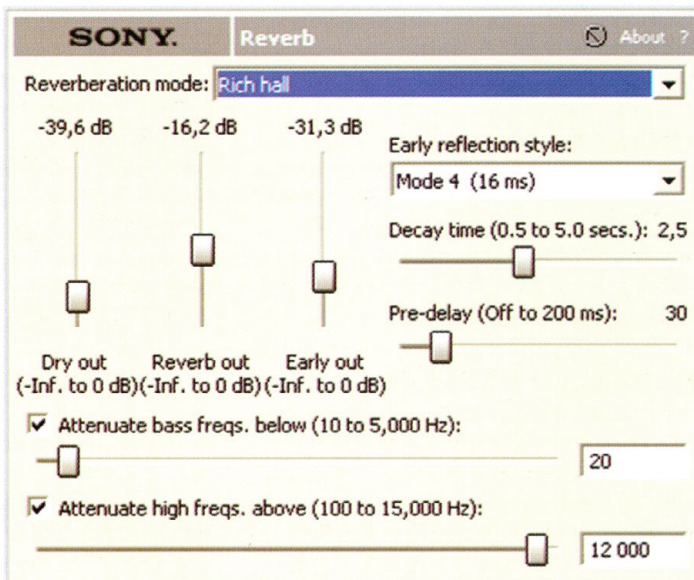 SONY. Reverb About ?
Reverberation mode: Rich hall
-39,6 dB -16,2 dB -31,3 dB
Early reflection style:
Mode 4 (16 ms)
Decay time (0.5 to 5.0 secs.): 2,5
Pre-delay (Off to 200 ms): 30
Dry out Reverb out Early out
(-Inf. to 0 dB) (-Inf. to 0 dB) (-Inf. to 0 dB)
Attenuate bass freqs. below (10 to 5,000 Hz):
20
Attenuate high freqs. above (100 to 15,000 Hz):
12 000